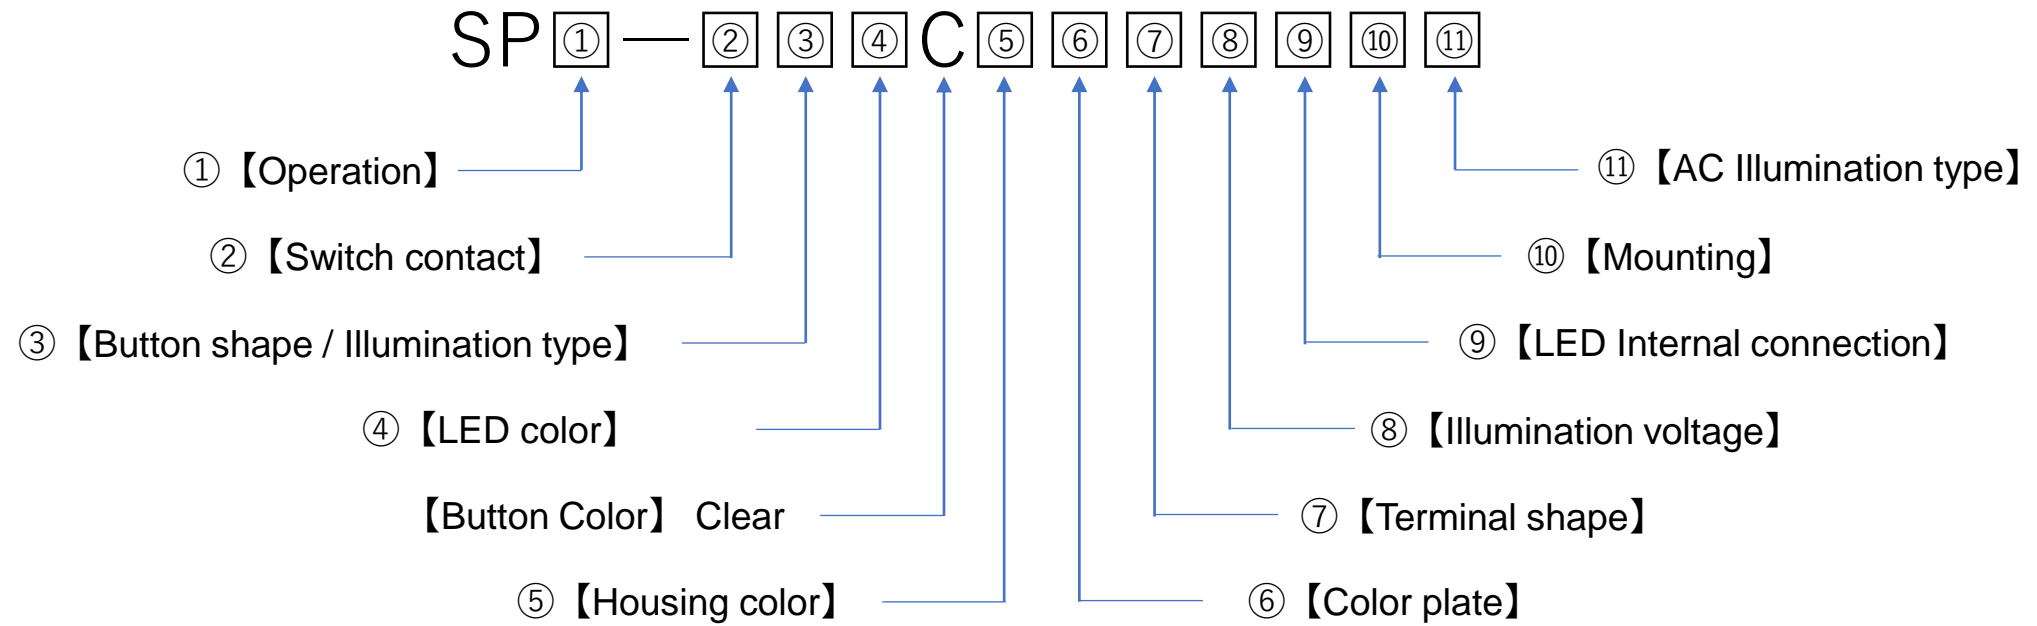 SP①—②③④C⑤⑥⑦⑧⑨⑩⑪
①【Operation】
⑪【AC Illumination type】
②【Switch contact】
⑩【Mounting】
③【Button shape / Illumination type】
⑨【LED Internal connection】
④【LED color】
⑧【Illumination voltage】
【Button Color】 Clear
⑦【Terminal shape】
⑤【Housing color】
⑥【Color plate】